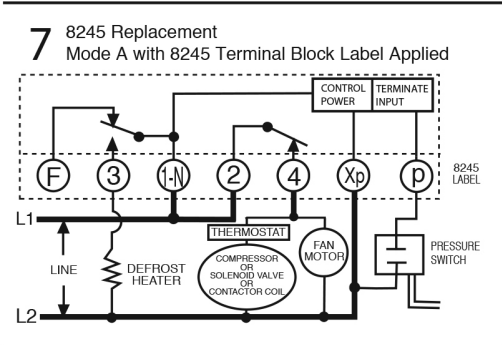 7 8245 Replacement
Mode A with 8245 Terminal Block Label Applied
CONTROL POWER
TERMINATE INPUT
F 3 1-N 2 4 Xp p
8245 LABEL
L1
THERMOSTAT
LINE
DEFROST HEATER
COMPRESSOR
OR
SOLENOID VALVE
OR
CONTACTOR COIL
FAN MOTOR
PRESSURE SWITCH
L2